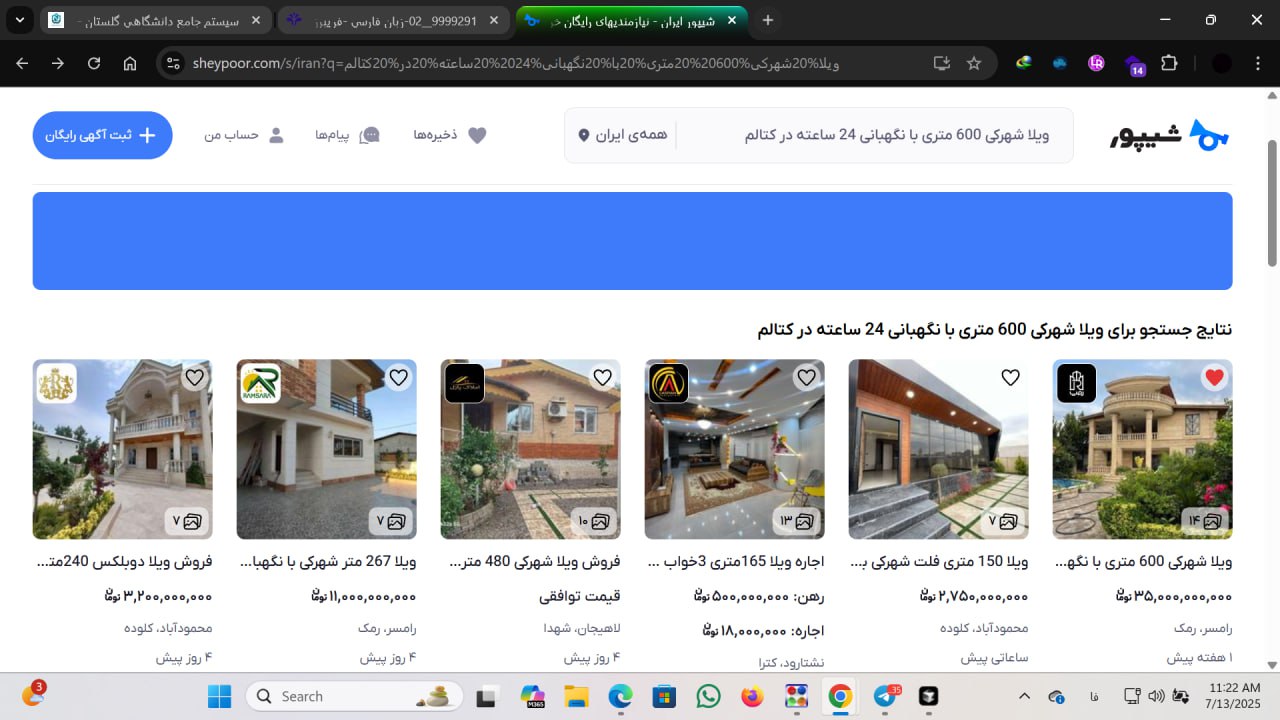 سیستم جامع دانشگاهی گلستان -
9999291__02-زبان فارسی -فریبرز
شیپور ایران - نیازمندیهای رایگان خر
sheypoor.com/s/iran?q=ویلا%20شهرکی%20600%20متری%20با%20نگهبانی%2024%20ساعته%20در%20کتالم
14
شیپور
ویلا شهرکی 600 متری با نگهبانی 24 ساعته در کتالم
همه‌ی ایران
ذخیره‌ها
پیام‌ها
حساب من
ثبت آگهی رایگان
نتایج جستجو برای ویلا شهرکی 600 متری با نگهبانی 24 ساعته در کتالم
۱۴
ویلا شهرکی 600 متری با نگه...
۳۵,۰۰۰,۰۰۰,۰۰۰ تومان
رامسر، رمک
۱ هفته پیش
۷
ویلا 150 متری فلت شهرکی ب...
۲,۷۵۰,۰۰۰,۰۰۰ تومان
محمودآباد، کلوده
ساعاتی پیش
۱۳
اجاره ویلا 165متری 3خواب ...
رهن: ۵۰۰,۰۰۰,۰۰۰ تومان
اجاره: ۱۸,۰۰۰,۰۰۰ تومان
نشتارود، کترا
۱۰
فروش ویلا شهرکی 480 متر...
قیمت توافقی
لاهیجان، شهدا
۴ روز پیش
RAMSARA
۷
ویلا 267 متر شهرکی با نگهبا...
۱۱,۰۰۰,۰۰۰,۰۰۰ تومان
رامسر، رمک
۴ روز پیش
۷
فروش ویلا دوبلکس 240مت...
۳,۲۰۰,۰۰۰,۰۰۰ تومان
محمودآباد، کلوده
۴ روز پیش
3
Search
M365
35
فا
11:22 AM
7/13/2025